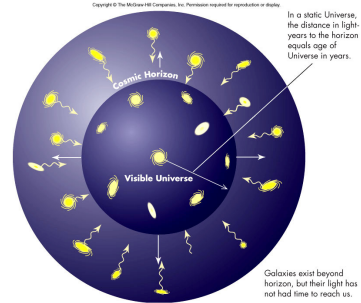 Copyright © The McGraw-Hill Companies, Inc. Permission required for reproduction or display.
In a static Universe,
the distance in light-
years to the horizon
equals age of
Universe in years.
Cosmic Horizon
Visible Universe
Galaxies exist beyond
horizon, but their light has
not had time to reach us.